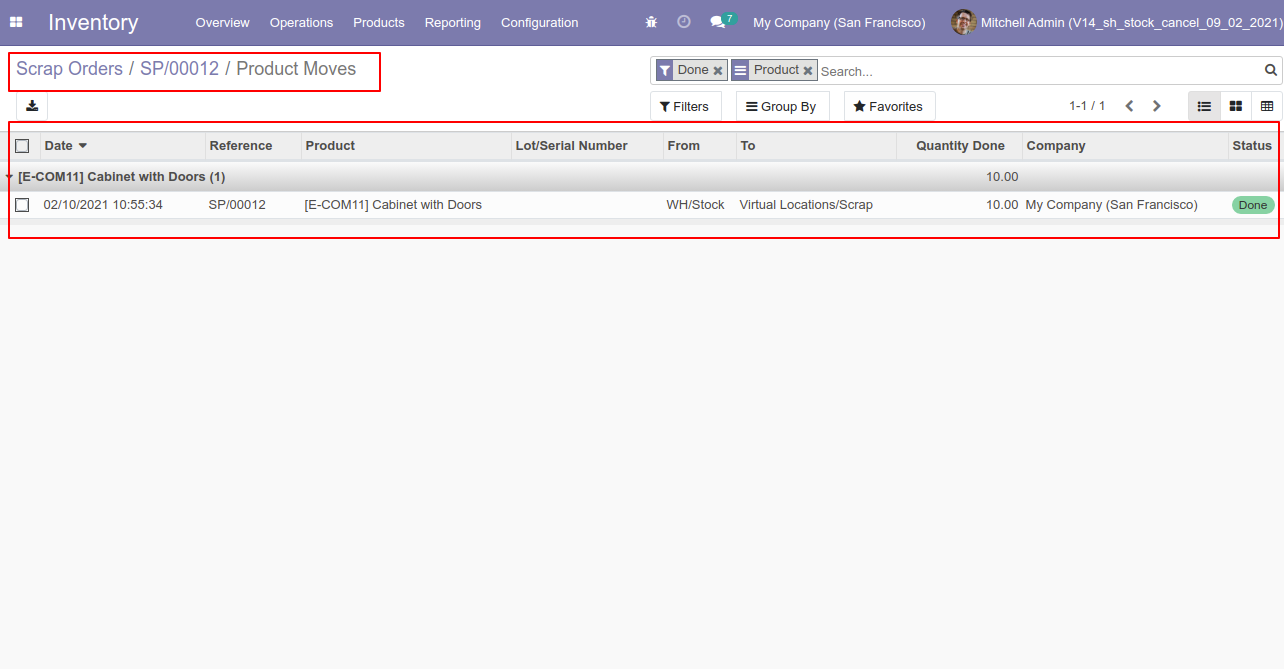 Inventory Overview Operations Products Reporting Configuration 7 My Company (San Francisco) Mitchell Admin (V14_sh_stock_cancel_09_02_2021)
Scrap Orders / SP/00012 / Product Moves
Done Product Search...
Filters Group By Favorites 1-1 / 1
Date Reference Product Lot/Serial Number From To Quantity Done Company Status
[E-COM11] Cabinet with Doors (1) 10.00
02/10/2021 10:55:34 SP/00012 [E-COM11] Cabinet with Doors WH/Stock Virtual Locations/Scrap 10.00 My Company (San Francisco) Done